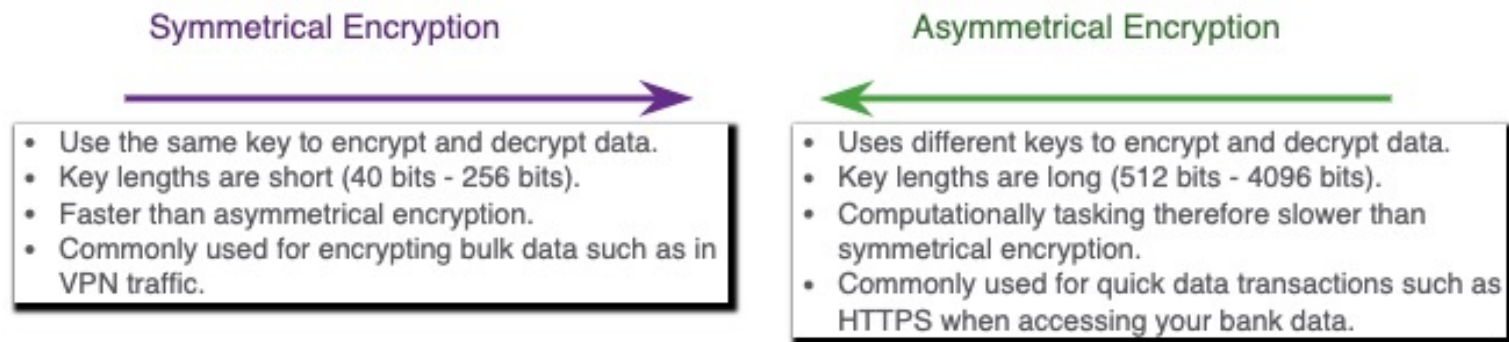 Symmetrical Encryption
• Use the same key to encrypt and decrypt data.
• Key lengths are short (40 bits - 256 bits).
• Faster than asymmetrical encryption.
• Commonly used for encrypting bulk data such as in
VPN traffic.
Asymmetrical Encryption
• Uses different keys to encrypt and decrypt data.
• Key lengths are long (512 bits - 4096 bits).
• Computationally tasking therefore slower than
symmetrical encryption.
• Commonly used for quick data transactions such as
HTTPS when accessing your bank data.